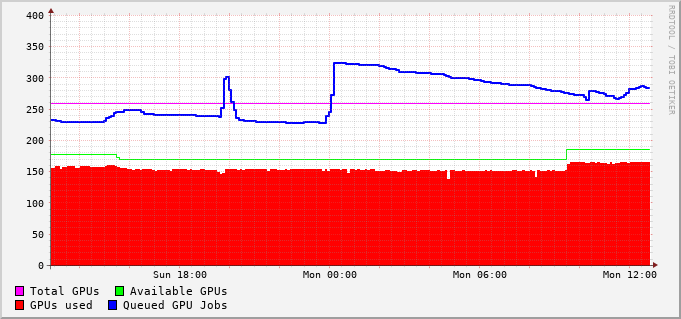 400
350
300
250
200
150
100
50
0
Sun 18:00 Mon 00:00 Mon 06:00 Mon 12:00
Total GPUs Available GPUs
GPUs used Queued GPU Jobs
RRDTOOL / TOBI OETIKER